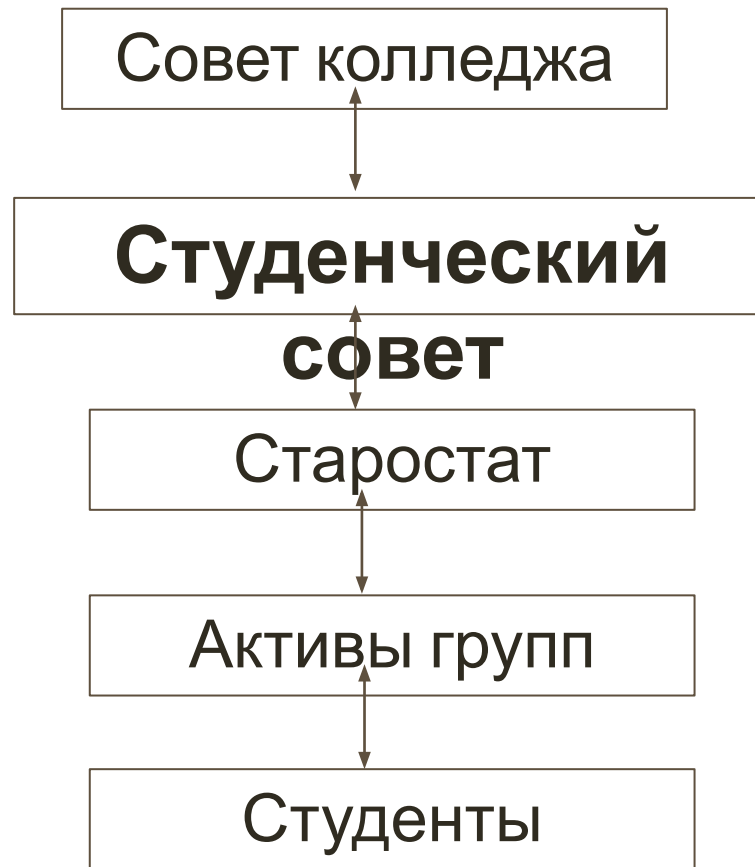 Совет колледжа
Студенческий
совет
Старостат
Активы групп
Студенты